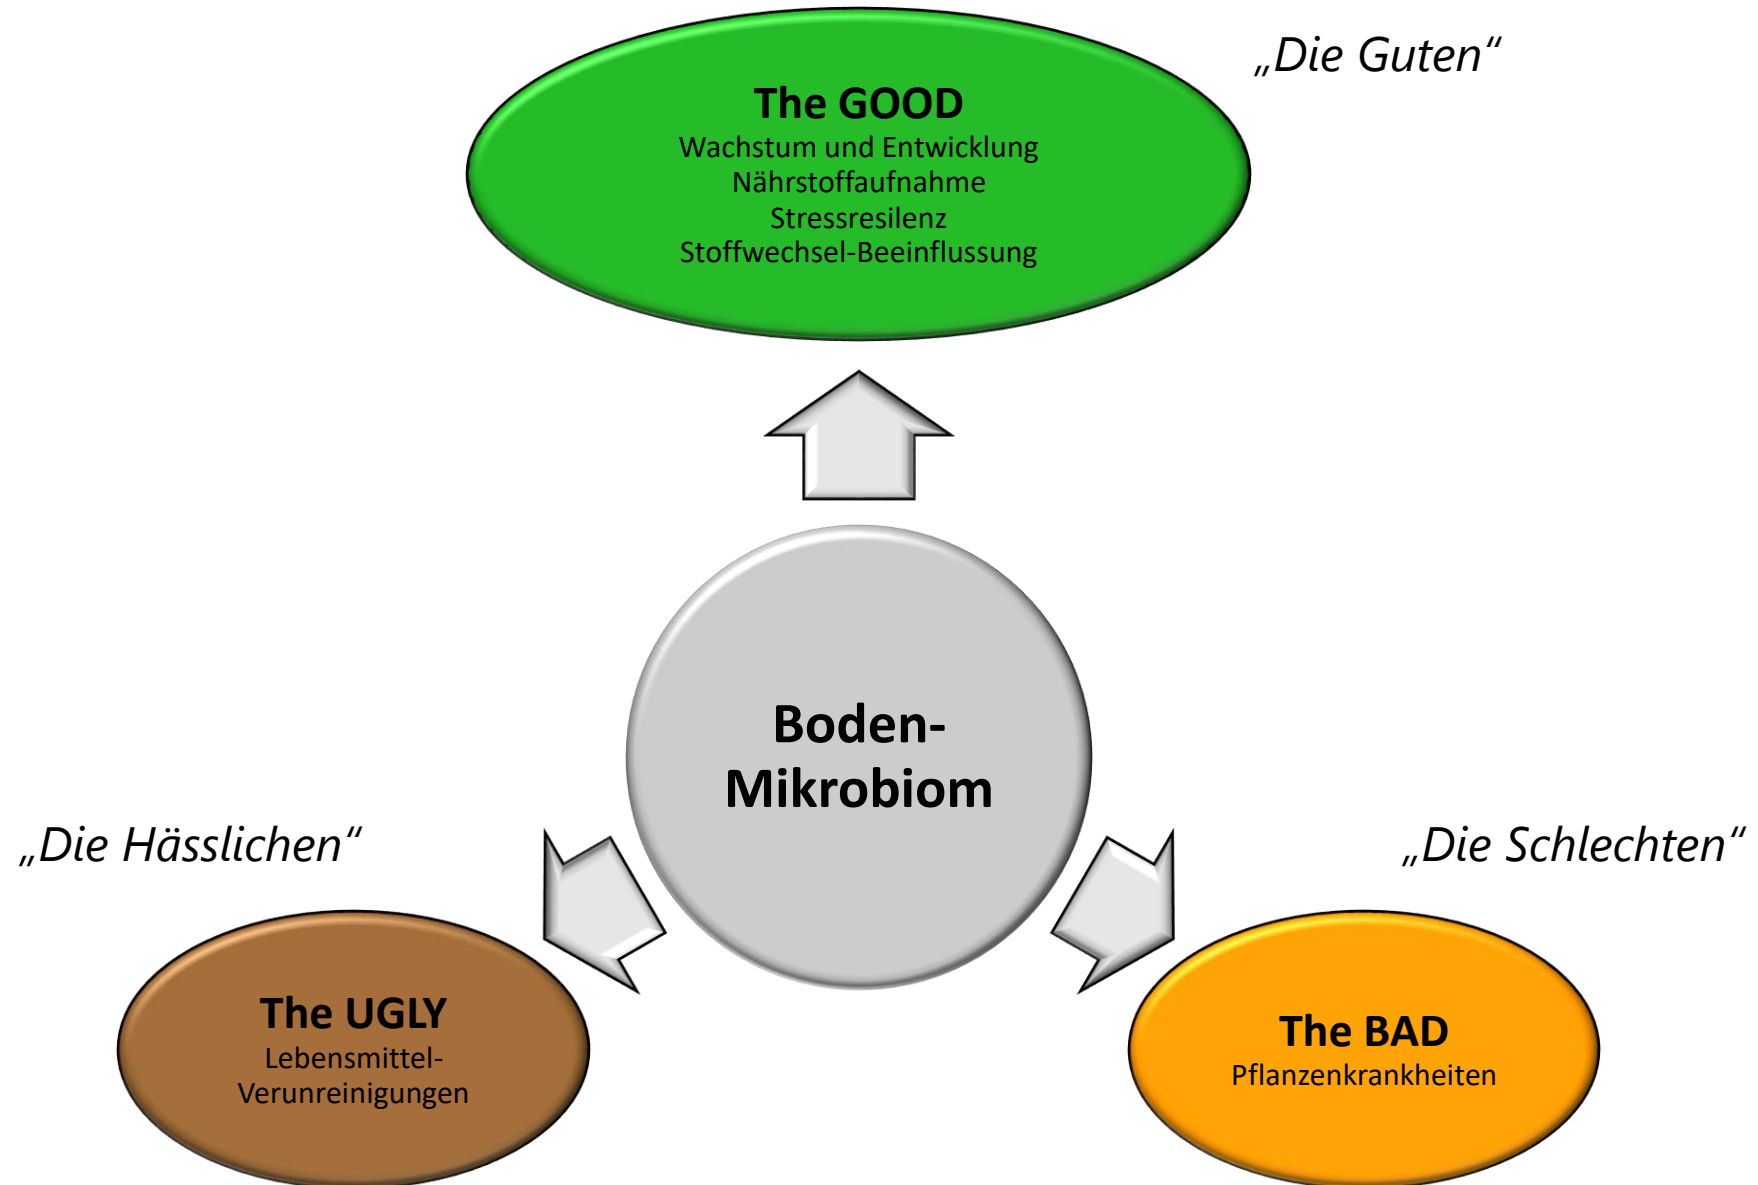 „Die Guten“
The GOOD
Wachstum und Entwicklung
Nährstoffaufnahme
Stressresilenz
Stoffwechsel-Beeinflussung
Boden-
Mikrobiom
„Die Hässlichen“
„Die Schlechten“
The UGLY
Lebensmittel-
Verunreinigungen
The BAD
Pflanzenkrankheiten